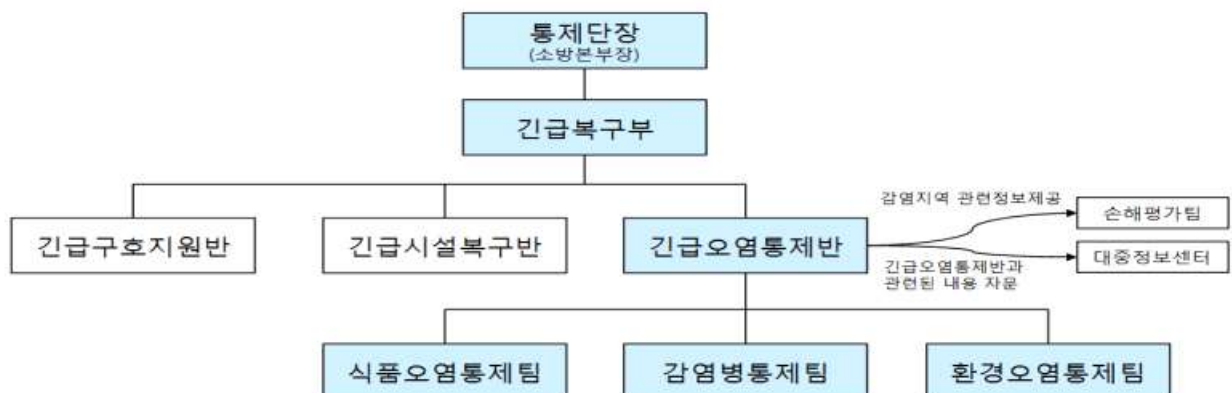 통제단장
(소방본부장)
긴급복구부
긴급구호지원반
긴급시설복구반
긴급오염통제반
감염지역 관련정보제공
손해평가팀
대중정보센터
긴급오염통제반과
관련된 내용 자문
식품오염통제팀
감염병통제팀
환경오염통제팀